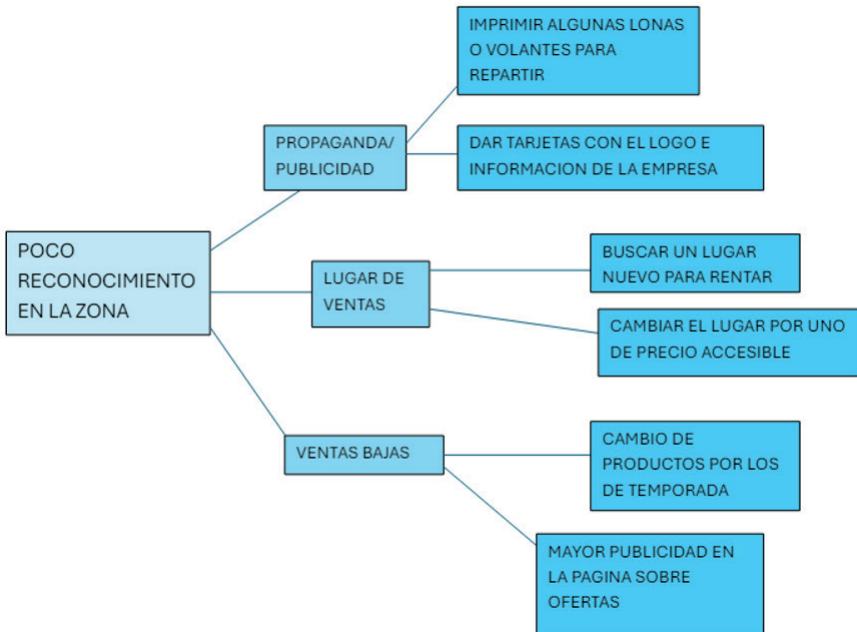 IMPRIMIR ALGUNAS LONAS
O VOLANTES PARA
REPARTIR
PROPAGANDA/
PUBLICIDAD
DAR TARJETAS CON EL LOGO E
INFORMACION DE LA EMPRESA
POCO
RECONOCIMIENTO
EN LA ZONA
LUGAR DE
VENTAS
BUSCAR UN LUGAR
NUEVO PARA RENTAR
CAMBIAR EL LUGAR POR UNO
DE PRECIO ACCESIBLE
VENTAS BAJAS
CAMBIO DE
PRODUCTOS POR LOS
DE TEMPORADA
MAYOR PUBLICIDAD EN
LA PAGINA SOBRE
OFERTAS